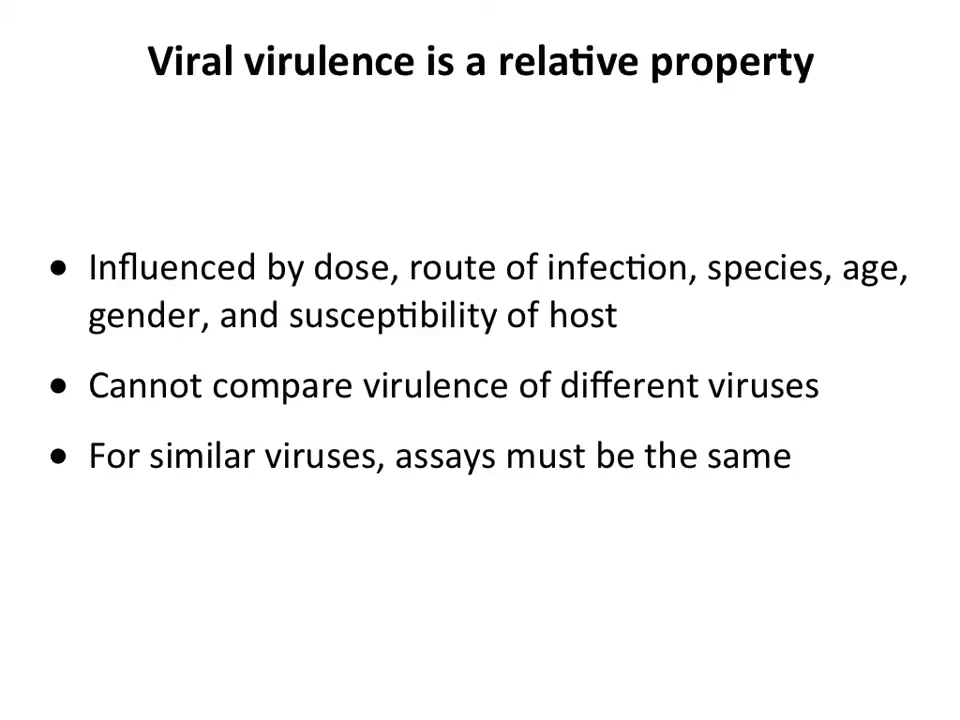 Viral virulence is a relative property
• Influenced by dose, route of infection, species, age,
gender, and susceptibility of host
• Cannot compare virulence of different viruses
• For similar viruses, assays must be the same